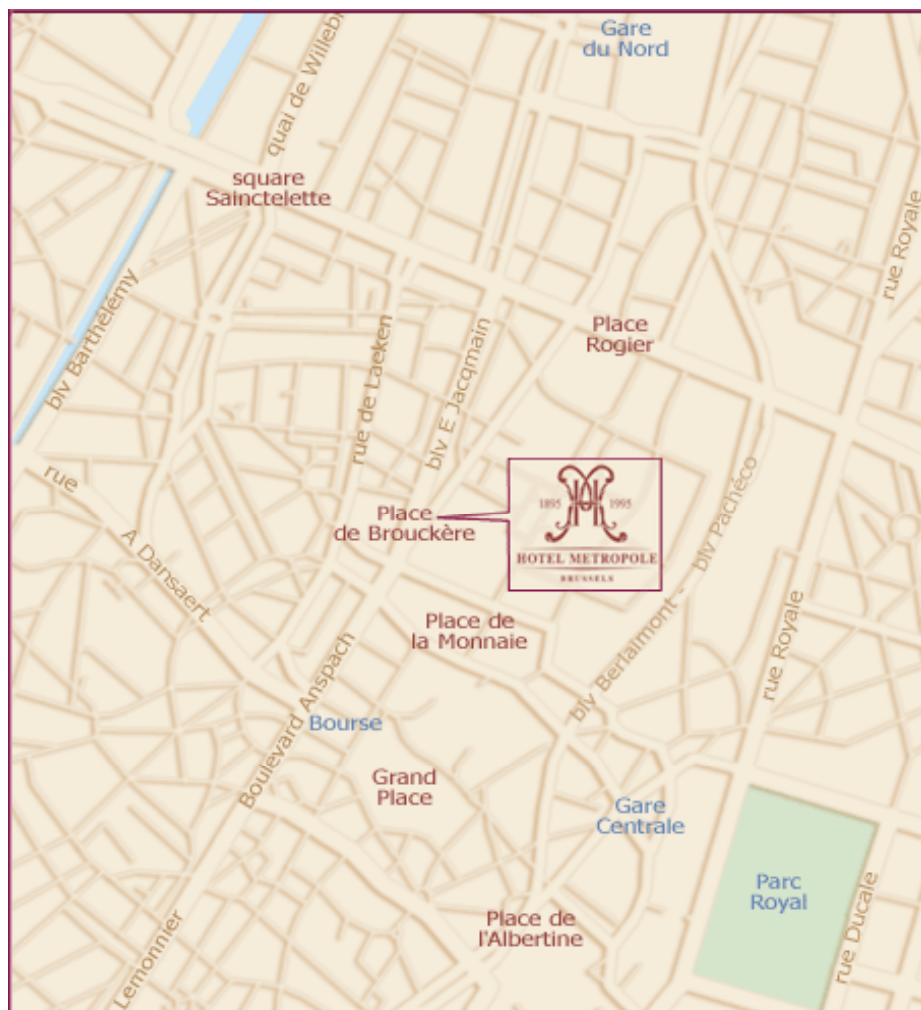 Gare
du Nord
quai de Willebr
square
Sainctelette
rue Royale
blv Barthélémy
Place
Rogier
rue de Laeken
blv E Jacqmain
rue
A Dansaert
Place
de Brouckère
1895 1995
HOTEL METROPOLE
BRUSSELS
blv Berlaimont - blv Pachéco
Place de
la Monnaie
rue Royale
Boulevard Anspach
Bourse
Grand
Place
Gare
Centrale
Parc
Royal
Place de
l'Albertine
rue Ducale
Lemonnier